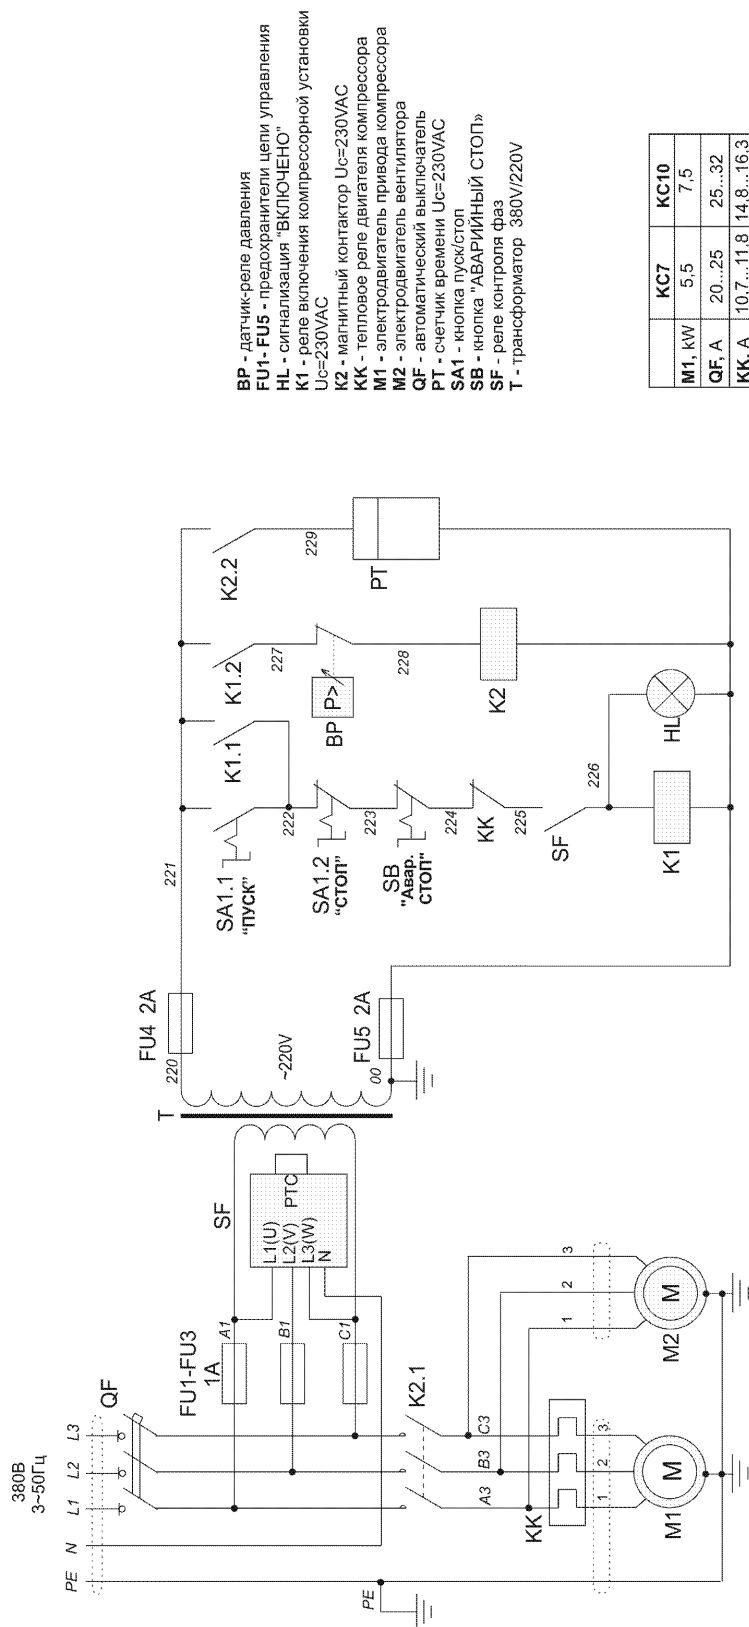 380В
3~50Гц
PE
N
L1
L2
L3
QF
FU1-FU3
1А
A1
B1
C1
SF
L1(U)
L2(V)
L3(W)
N
PTC
T
220
FU4 2А
~220V
00
FU5 2А
PE
K2.1
A3
B3
C3
KK
1
2
3
1
2
3
M
M1
M
M2
221
SA1.1
"ПУСК"
K1.1
222
SA1.2
"СТОП"
223
SB
"Авар.
СТОП"
224
KK
225
SF
226
K1
HL
K1.2
227
BP
P>
228
K2
K2.2
229
PT
BP - датчик-реле давления
FU1- FU5 - предохранители цепи управления
HL - сигнализация "ВКЛЮЧЕНО"
K1 - реле включения компрессорной установки
Uc=230VAC
K2 - магнитный контактор Uc=230VAC
KK - тепловое реле двигателя компрессора
M1 - электродвигатель привода компрессора
M2 - электродвигатель вентилятора
QF - автоматический выключатель
PT - счетчик времени Uc=230VAC
SA1 - кнопка пуск/стоп
SB - кнопка "АВАРИЙНЫЙ СТОП»
SF - реле контроля фаз
T - трансформатор 380V/220V
KC7 KC10
M1, kW 5,5 7,5
QF, A 20...25 25...32
KK, A 10,7...11,8 14,8...16,3